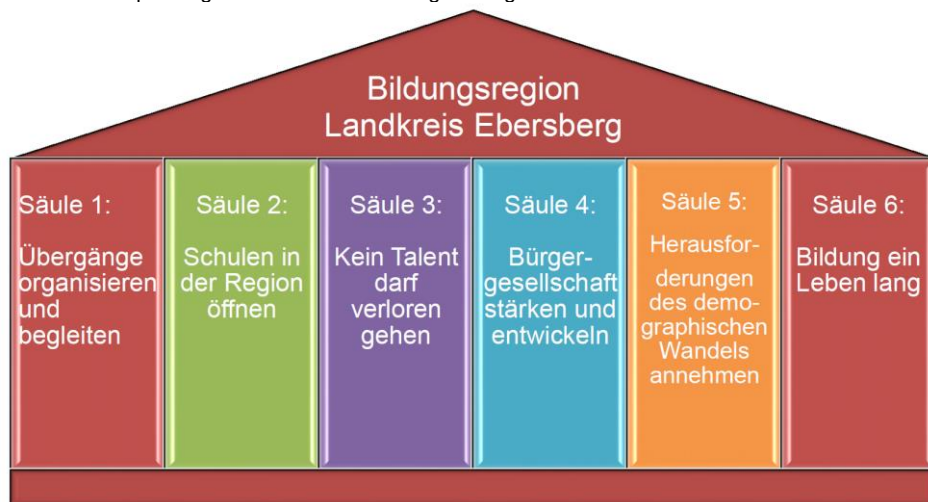 Bildungsregion
Landkreis Ebersberg
Säule 1:
Übergänge
organisieren
und
begleiten
Säule 2:
Schulen in
der Region
öffnen
Säule 3:
Kein Talent
darf
verloren
gehen
Säule 4:
Bürger-
gesellschaft
stärken und
entwickeln
Säule 5:
Herausfor-
derungen
des demo-
graphischen
Wandels
annehmen
Säule 6:
Bildung ein
Leben lang